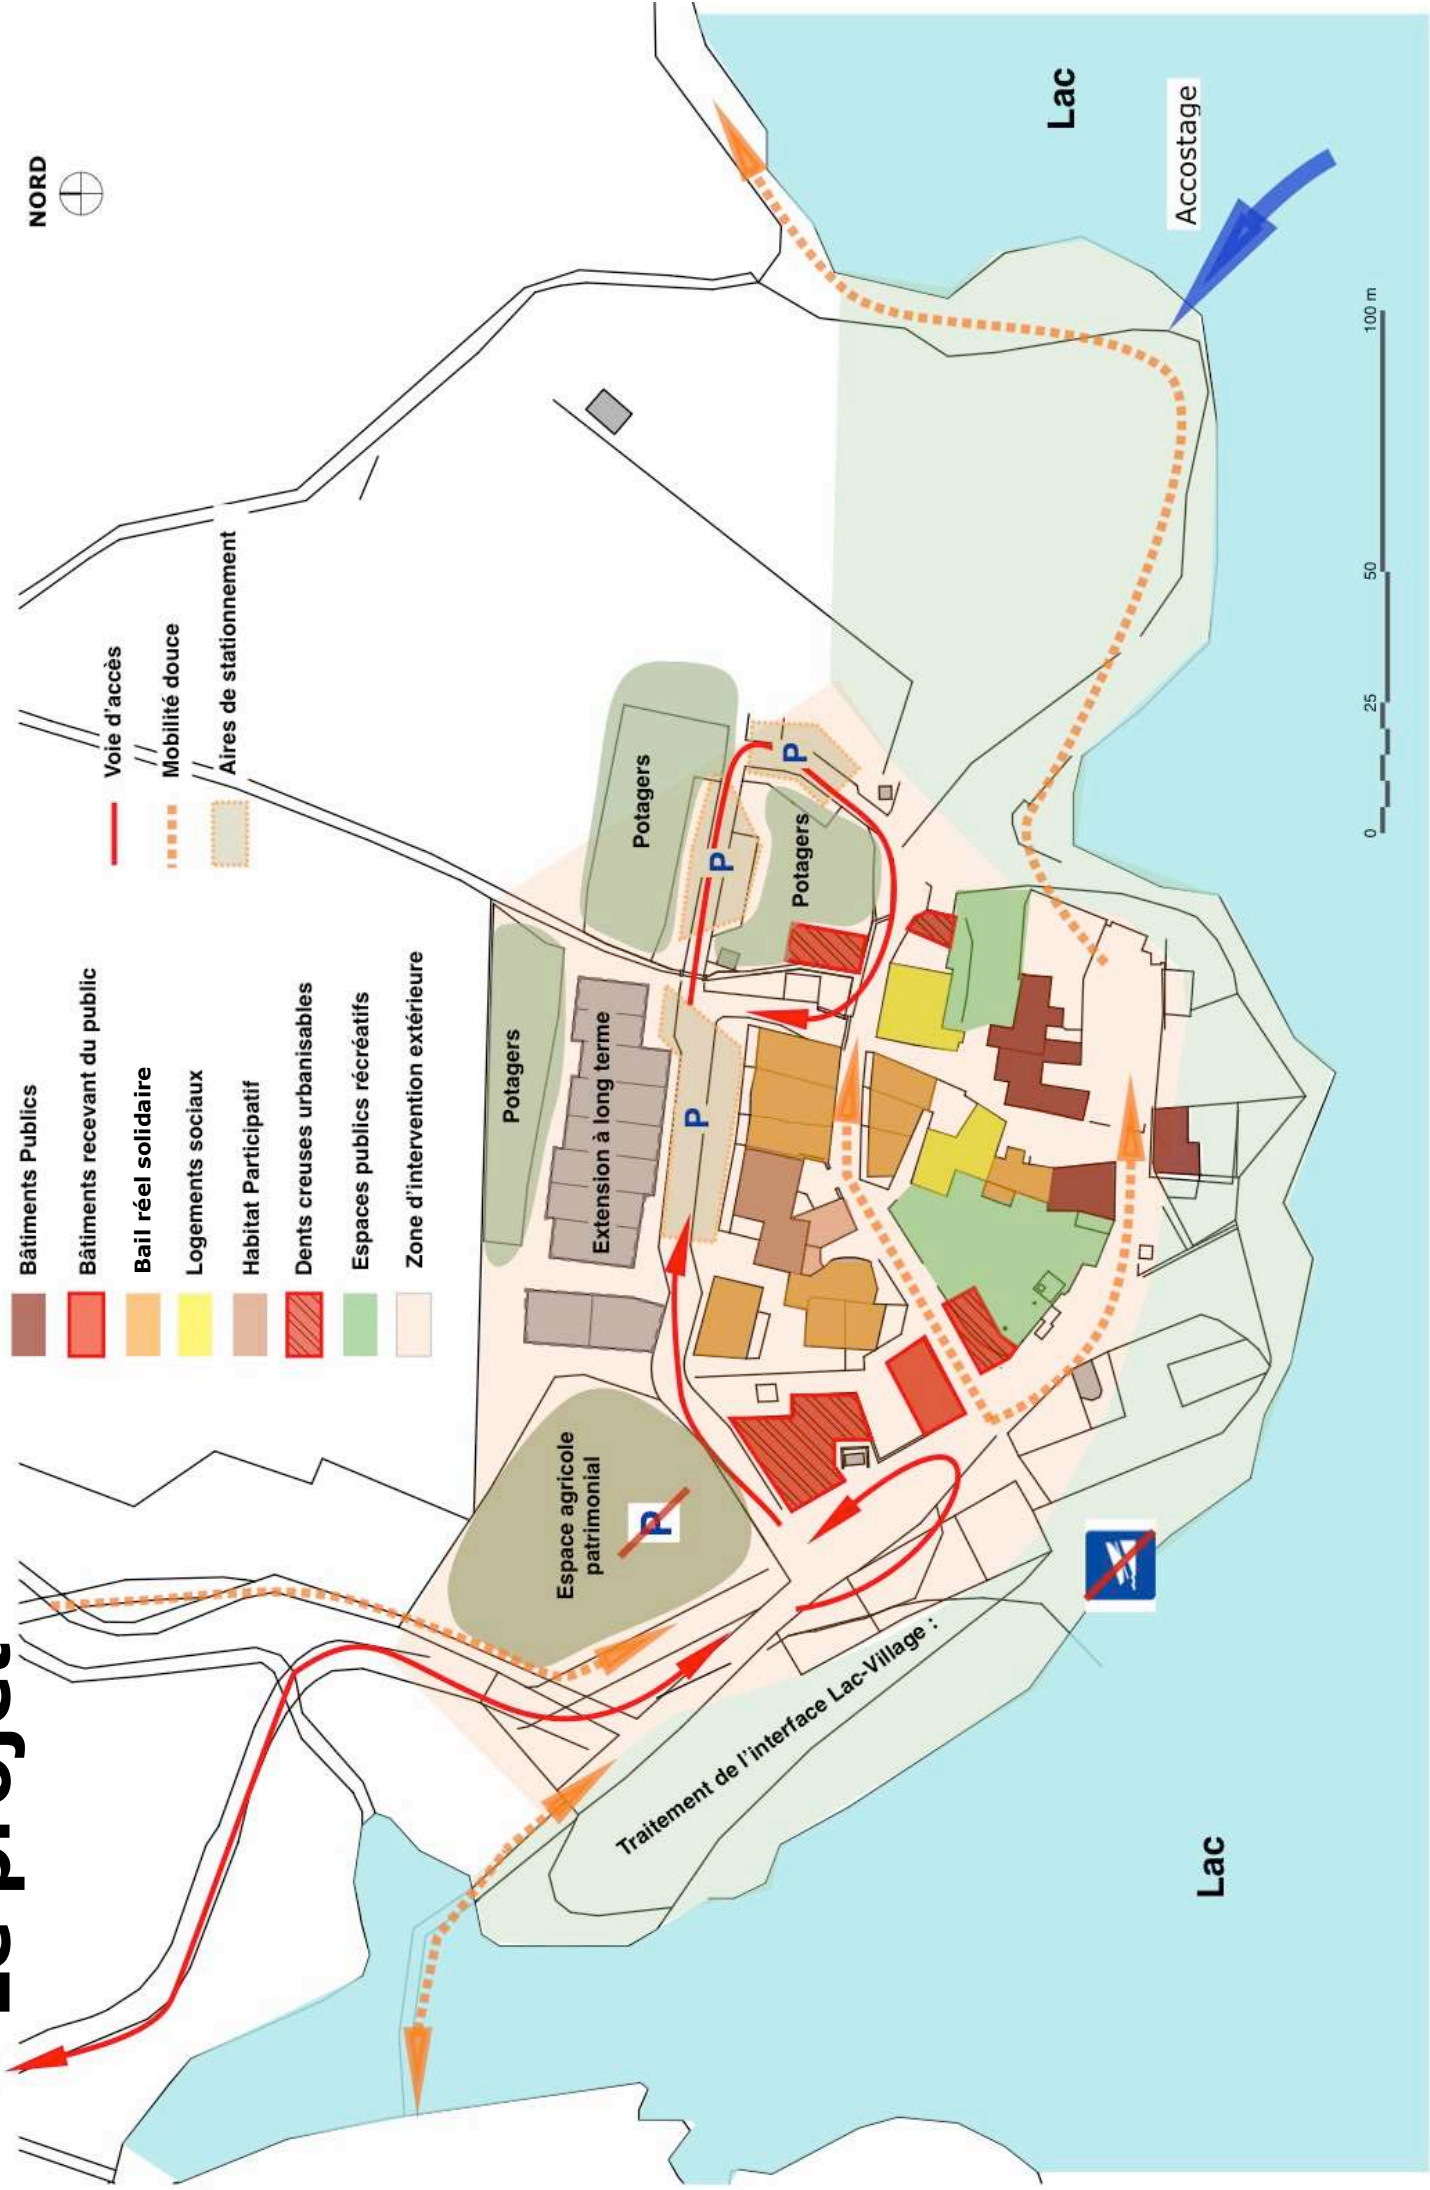 Le projet
Bâtiments Publics
Bâtiments recevant du public
Bail réel solidaire
Logements sociaux
Habitat Participatif
Dents creuses urbanisables
Espaces publics récréatifs
Zone d'intervention extérieure
Voie d'accès
Mobilité douce
Aires de stationnement
NORD
Espace agricole
patrimonial
P
Potagers
Extension à long terme
Potagers
P
P
P
Potagers
Traitement de l'interface Lac-Village :
Lac
Accostage
Lac
0
25
50
100 m